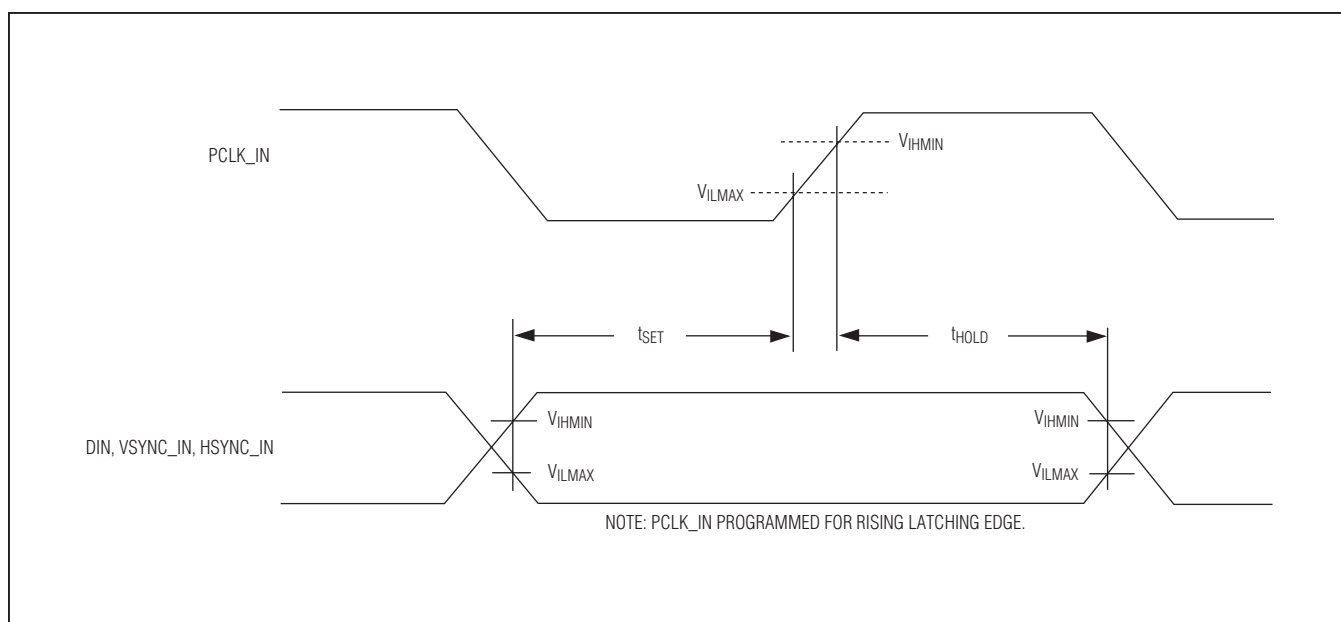 PCLK_IN
VIHMIN
VILMAX
tSET
tHOLD
VIHMIN
VIHMIN
DIN, VSYNC_IN, HSYNC_IN
VILMAX
VILMAX
NOTE: PCLK_IN PROGRAMMED FOR RISING LATCHING EDGE.